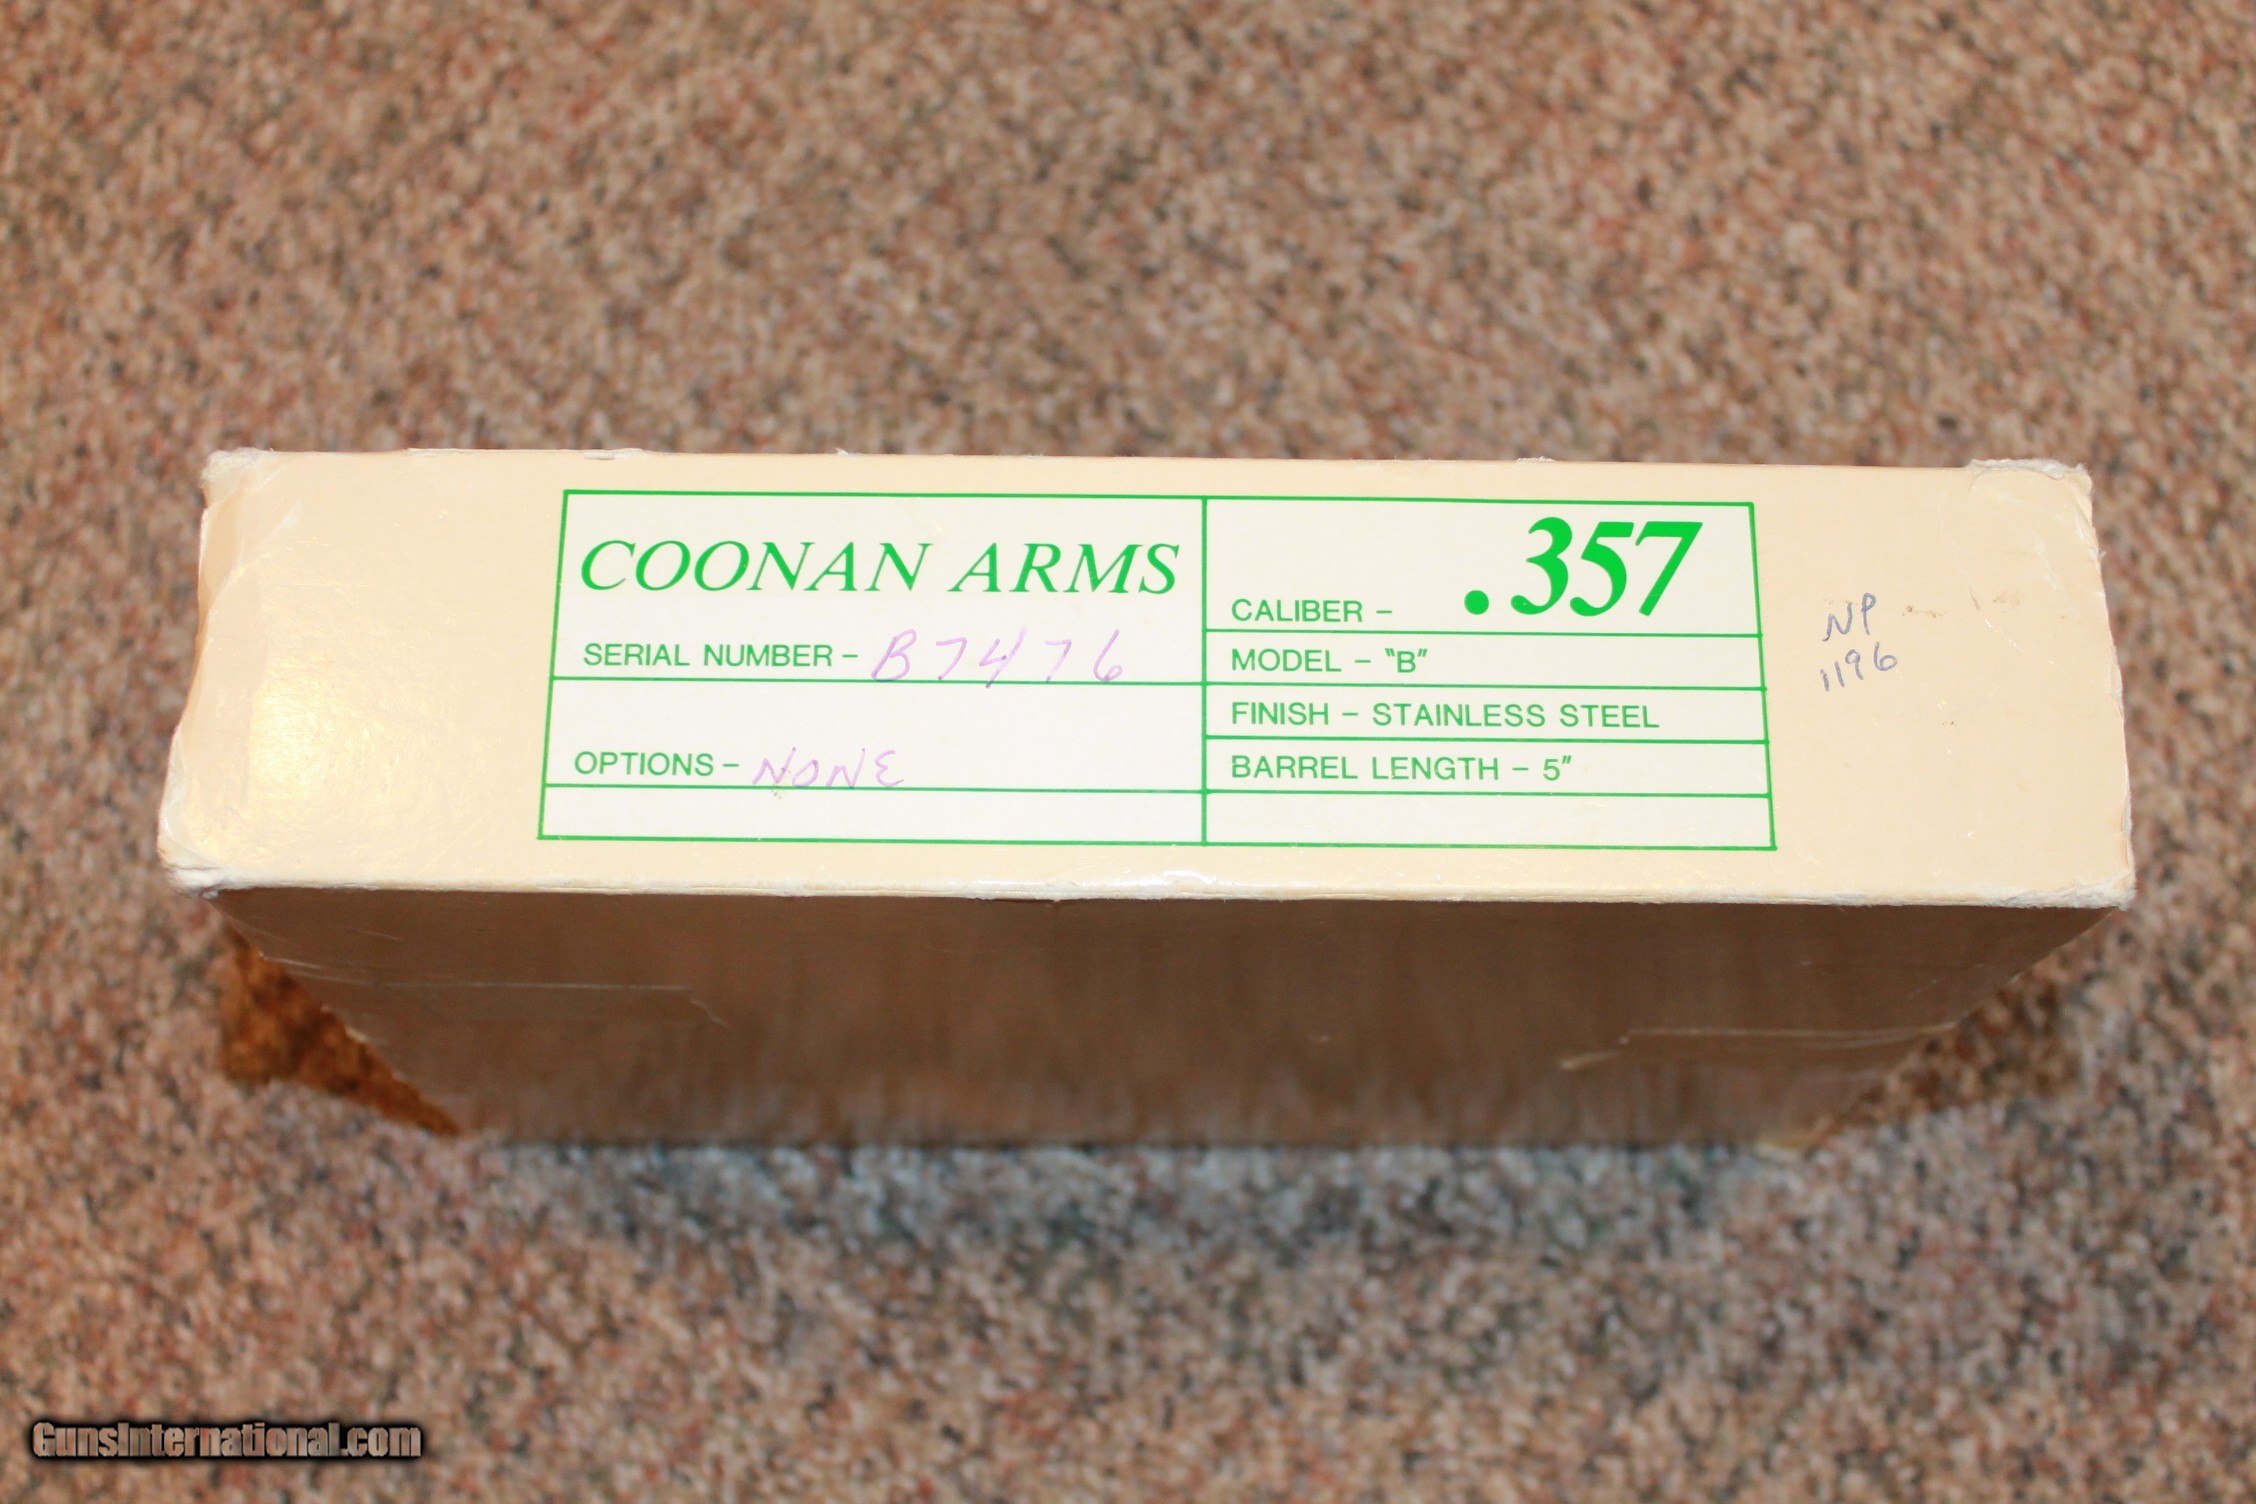 COONAN ARMS
SERIAL NUMBER - B7476
OPTIONS - NONE
CALIBER - .357
MODEL - "B"
FINISH - STAINLESS STEEL
BARREL LENGTH - 5"
NP
1196
GunsInternational.com